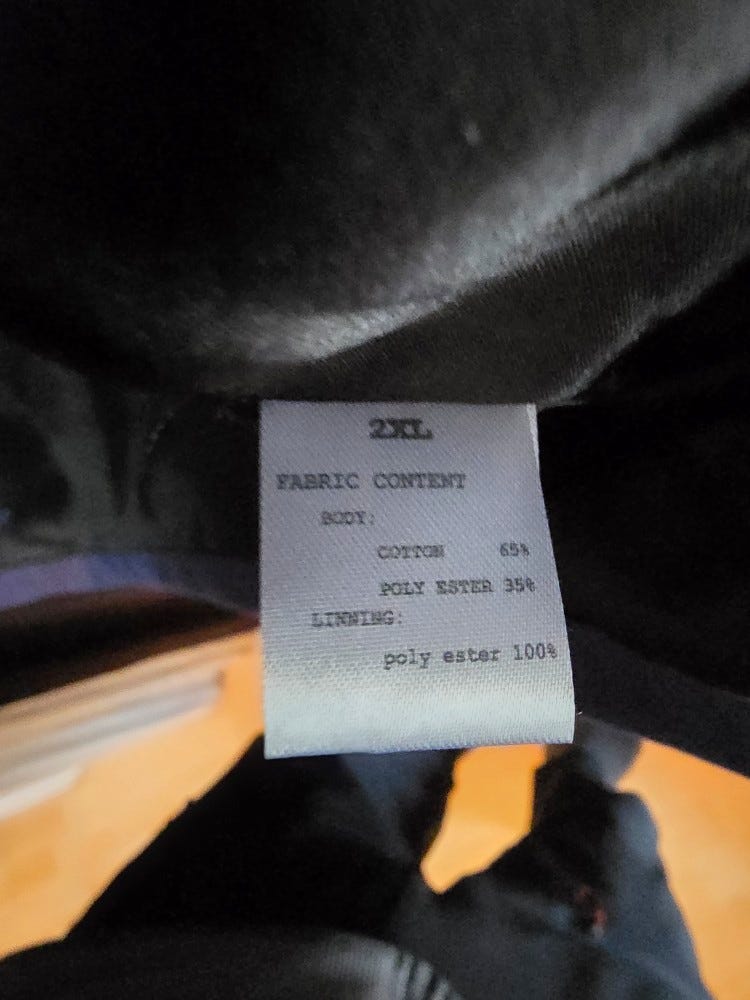 2XL
FABRIC CONTENT
BODY:
COTTON 65%
POLY ESTER 35%
LINNING:
poly ester 100%